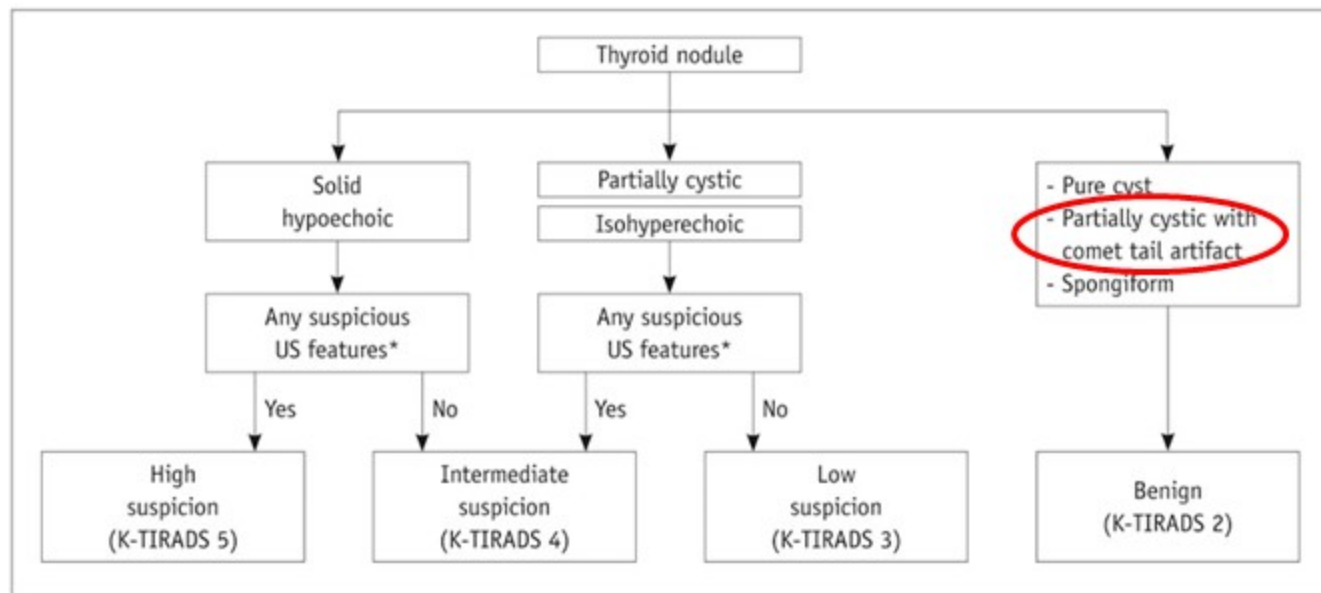 Thyroid nodule
Solid
hypoechoic
Partially cystic
Isohyperechoic
- Pure cyst
- Partially cystic with
comet tail artifact
- Spongiform
Any suspicious
US features*
Any suspicious
US features*
Yes
No
Yes
No
High
suspicion
(K-TIRADS 5)
Intermediate
suspicion
(K-TIRADS 4)
Low
suspicion
(K-TIRADS 3)
Benign
(K-TIRADS 2)